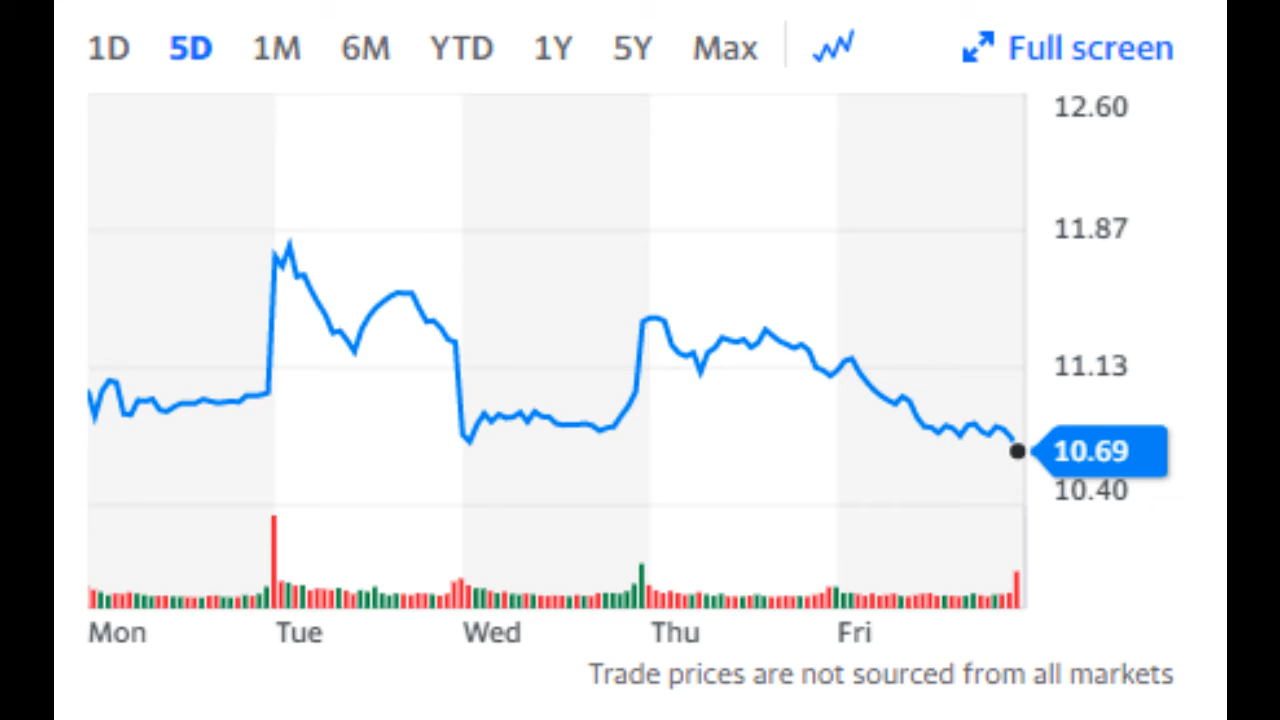 1D 5D 1M 6M YTD 1Y 5Y Max Full screen
12.60
11.87
11.13
10.69
10.40
Mon Tue Wed Thu Fri
Trade prices are not sourced from all markets